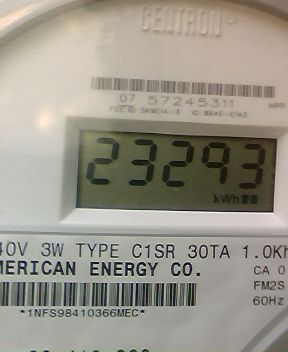 CENTRON®
07 57245311
23293
kWh
40V 3W TYPE C1SR 30TA 1.0Kh
MERICAN ENERGY CO.
CA 0
FM2S
60Hz
*1NFS98410366MEC*